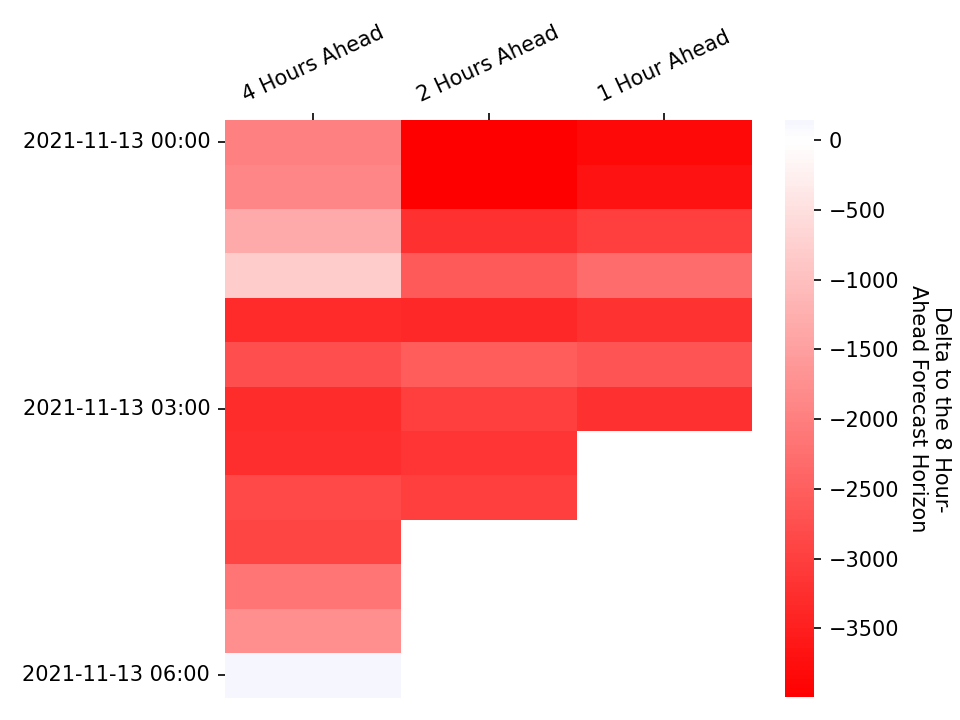 4 Hours Ahead
2 Hours Ahead
1 Hour Ahead
2021-11-13 00:00
2021-11-13 03:00
2021-11-13 06:00
0
−500
−1000
−1500
−2000
−2500
−3000
−3500
Delta to the 8 Hour-
Ahead Forecast Horizon